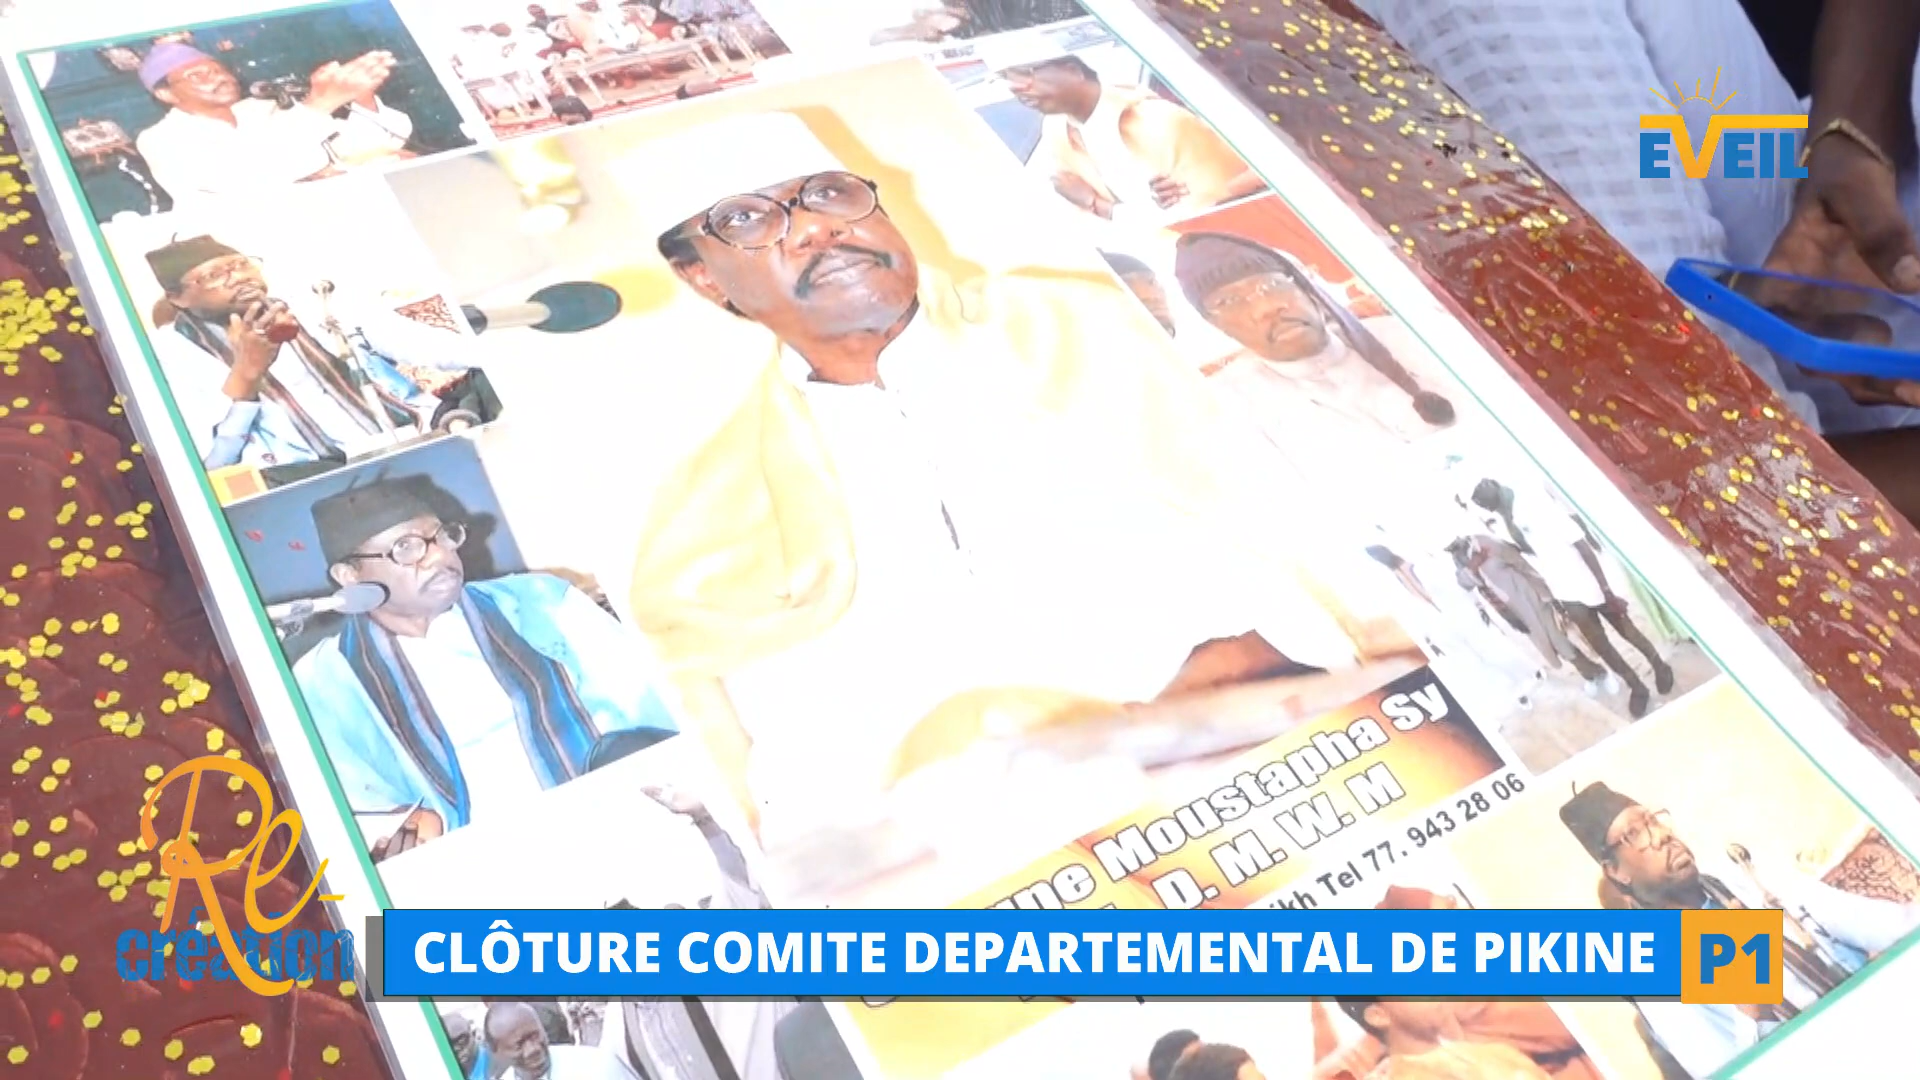 EVEIL
Moustapha Sy
D. M. W. M
Tel 77. 943 28 06
Re-
création
CLÔTURE COMITE DEPARTEMENTAL DE PIKINE
P1